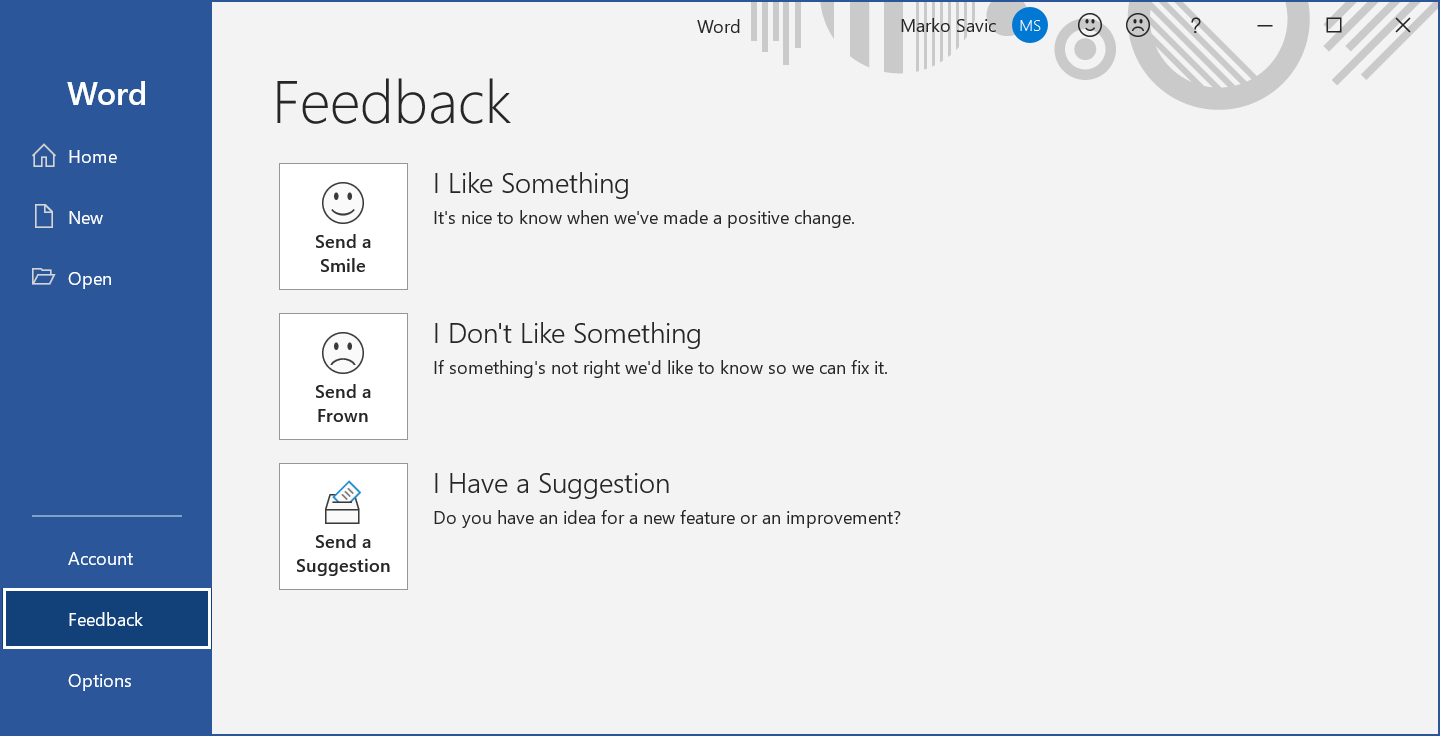 Word
Marko Savic
MS
?
Word
Home
New
Open
Account
Feedback
Options
Feedback
Send a
Smile
I Like Something
It's nice to know when we've made a positive change.
Send a
Frown
I Don't Like Something
If something's not right we'd like to know so we can fix it.
Send a
Suggestion
I Have a Suggestion
Do you have an idea for a new feature or an improvement?